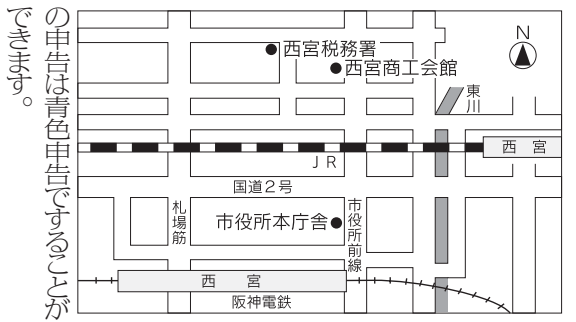 の申告は青色申告ですることが
できます。
西宮税務署
西宮商工会館
N
東川
西宮
JR
国道2号
札場筋
市役所本庁舎
市役所前線
西宮
阪神電鉄